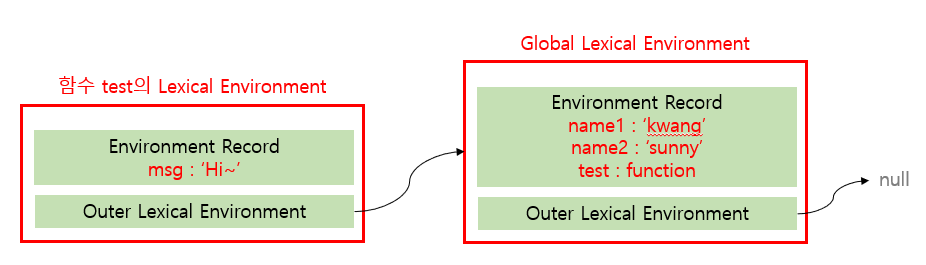 함수 test의 Lexical Environment
Environment Record
msg : ‘Hi~’
Outer Lexical Environment
Global Lexical Environment
Environment Record
name1 : ‘kwang’
name2 : ‘sunny’
test : function
Outer Lexical Environment
null